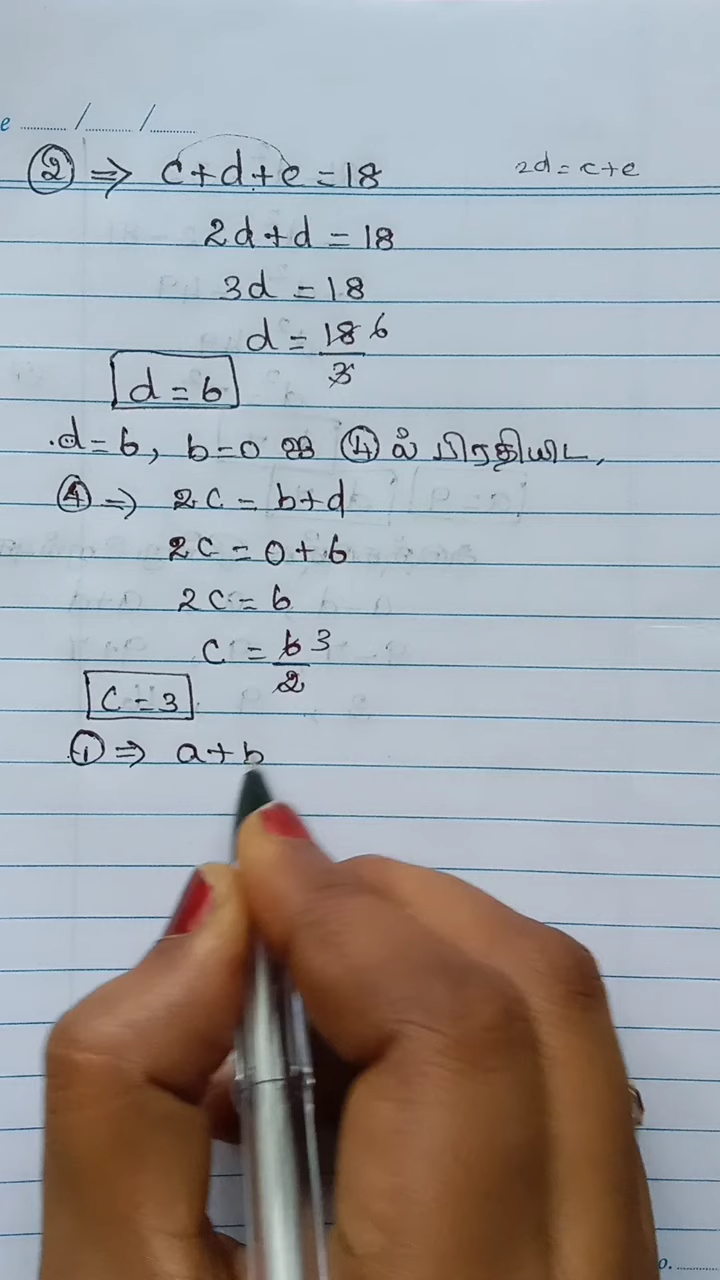 e ......../......../........
② ⇒ c+d+e = 18
2d = c+e
2d+d = 18
3d = 18
d = 18/3 6
d = 6
d=6, b=0 ஐ ④ ல் பிரதியிட,
④ ⇒ 2c = b+d
2c = 0+6
2c = 6
c = 6/2 3
c = 3
① ⇒ a+b
o. ........